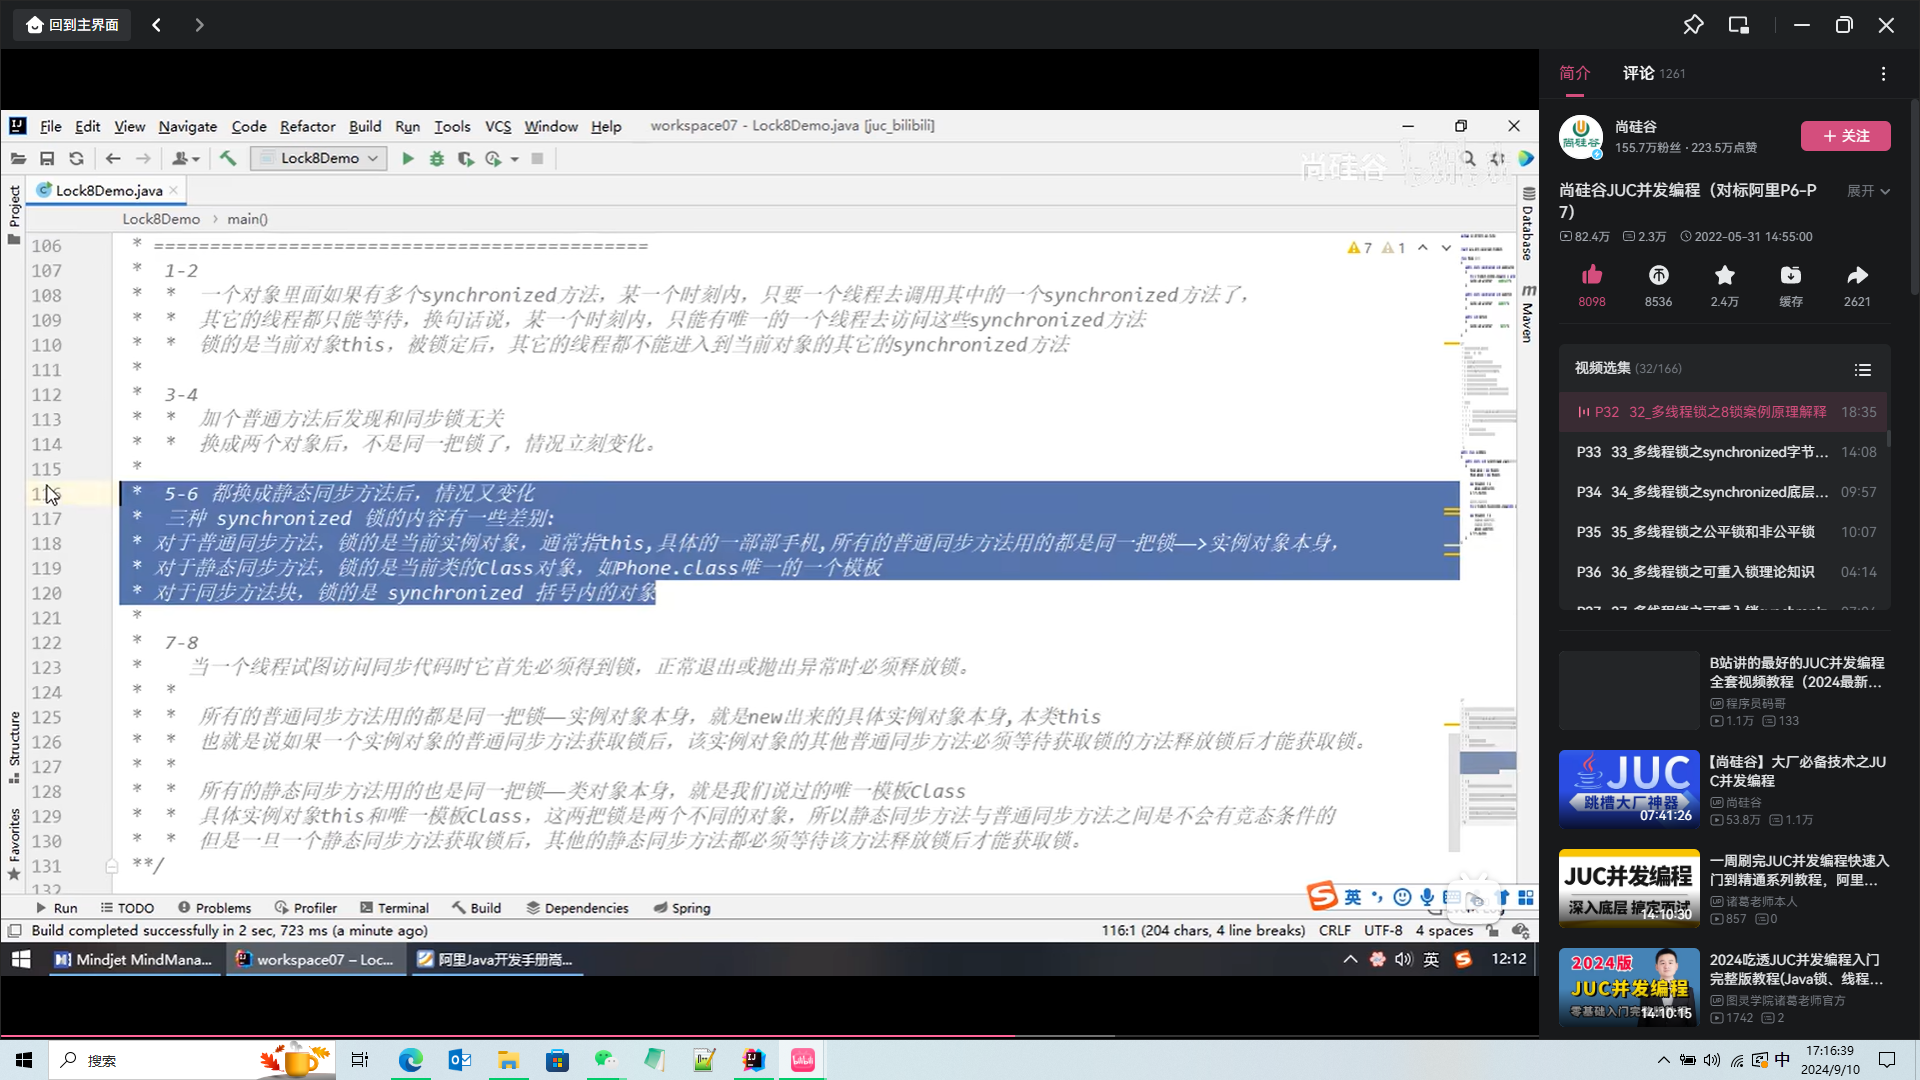 回到主界面
File Edit View Navigate Code Refactor Build Run Tools VCS Window Help workspace07 - Lock8Demo.java [juc_bilibili]
Lock8Demo
尚硅谷
Lock8Demo.java
Lock8Demo > main()
Project
Structure
Favorites
Database
Maven
7 1
106 * ============================================
107 * 1-2
108 * * 一个对象里面如果有多个synchronized方法，某一个时刻内，只要一个线程去调用其中的一个synchronized方法了，
109 * * 其它的线程都只能等待，换句话说，某一个时刻内，只能有唯一的一个线程去访问这些synchronized方法
110 * * 锁的是当前对象this，被锁定后，其它的线程都不能进入到当前对象的其它的synchronized方法
111 *
112 * 3-4
113 * * 加个普通方法后发现和同步锁无关
114 * * 换成两个对象后，不是同一把锁了，情况立刻变化。
115 *
116 * 5-6 都换成静态同步方法后，情况又变化
117 * 三种 synchronized 锁的内容有一些差别:
118 * 对于普通同步方法，锁的是当前实例对象，通常指this,具体的一部部手机,所有的普通同步方法用的都是同一把锁——>实例对象本身，
119 * 对于静态同步方法，锁的是当前类的Class对象，如Phone.class唯一的一个模板
120 * 对于同步方法块，锁的是 synchronized 括号内的对象
121 *
122 * 7-8
123 * 当一个线程试图访问同步代码时它首先必须得到锁，正常退出或抛出异常时必须释放锁。
124 * *
125 * * 所有的普通同步方法用的都是同一把锁——实例对象本身，就是new出来的具体实例对象本身,本类this
126 * * 也就是说如果一个实例对象的普通同步方法获取锁后，该实例对象的其他普通同步方法必须等待获取锁的方法释放锁后才能获取锁。
127 * *
128 * * 所有的静态同步方法用的也是同一把锁——类对象本身，就是我们说过的唯一模板Class
129 * * 具体实例对象this和唯一模板Class，这两把锁是两个不同的对象，所以静态同步方法与普通同步方法之间是不会有竞态条件的
130 * * 但是一旦一个静态同步方法获取锁后，其他的静态同步方法都必须等待该方法释放锁后才能获取锁。
131 **/
132
Run TODO Problems Profiler Terminal Build Dependencies Spring
英
Build completed successfully in 2 sec, 723 ms (a minute ago)
116:1 (204 chars, 4 line breaks) CRLF UTF-8 4 spaces
Mindjet MindMana... workspace07 – Loc... 阿里Java开发手册嵩...
英 12:12
简介 评论 1261
尚硅谷
155.7万粉丝 · 223.5万点赞
+ 关注
尚硅谷JUC并发编程（对标阿里P6-P
7）
展开
82.4万 2.3万 2022-05-31 14:55:00
8098 8536 2.4万 缓存 2621
视频选集 (32/166)
P32 32_多线程锁之8锁案例原理解释 18:35
P33 33_多线程锁之synchronized字节... 14:08
P34 34_多线程锁之synchronized底层... 09:57
P35 35_多线程锁之公平锁和非公平锁 10:07
P36 36_多线程锁之可重入锁理论知识 04:14
B站讲的最好的JUC并发编程
全套视频教程（2024最新...
程序员码哥
1.1万 133
JUC
跳槽大厂神器
07:41:26
【尚硅谷】大厂必备技术之JU
C并发编程
尚硅谷
53.8万 1.1万
JUC并发编程
深入底层 搞定面试
14:10:30
一周刷完JUC并发编程快速入
门到精通系列教程，阿里...
诸葛老师本人
857 0
2024版
JUC并发编程
14:10:15
2024吃透JUC并发编程入门
完整版教程(Java锁、线程...
图灵学院诸葛老师官方
1742 2
搜索
bilibili
中
17:16:39
2024/9/10